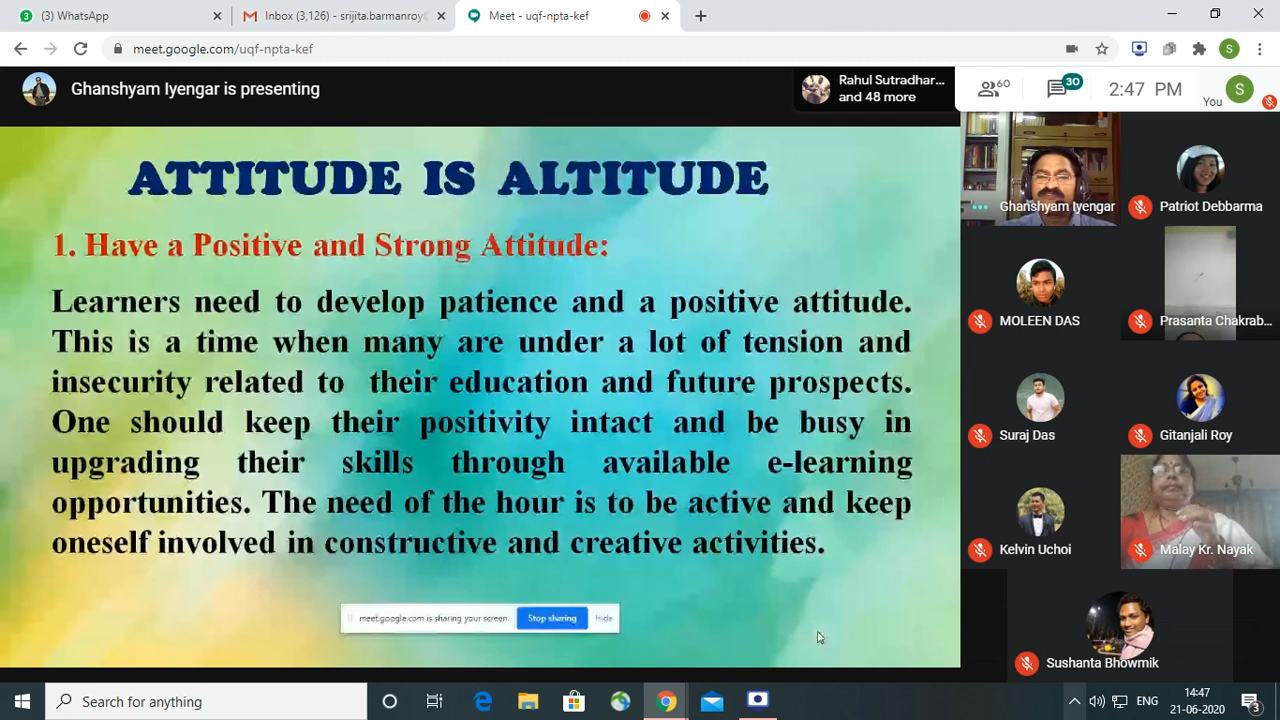 (3) WhatsApp
Inbox (3,126) - srijita.barmanroy@
Meet - uqf-npta-kef
meet.google.com/uqf-npta-kef
S
Ghanshyam Iyengar is presenting
Rahul Sutradhar...
and 48 more
60
30
2:47 PM
You
S
ATTITUDE IS ALTITUDE
1. Have a Positive and Strong Attitude:
Learners need to develop patience and a positive attitude.
This is a time when many are under a lot of tension and
insecurity related to their education and future prospects.
One should keep their positivity intact and be busy in
upgrading their skills through available e-learning
opportunities. The need of the hour is to be active and keep
oneself involved in constructive and creative activities.
meet.google.com is sharing your screen.
Stop sharing
Hide
Ghanshyam Iyengar
Patriot Debbarma
MOLEEN DAS
Prasanta Chakrab...
Suraj Das
Gitanjali Roy
Kelvin Uchoi
Malay Kr. Nayak
Sushanta Bhowmik
Search for anything
ENG
14:47
21-06-2020
3